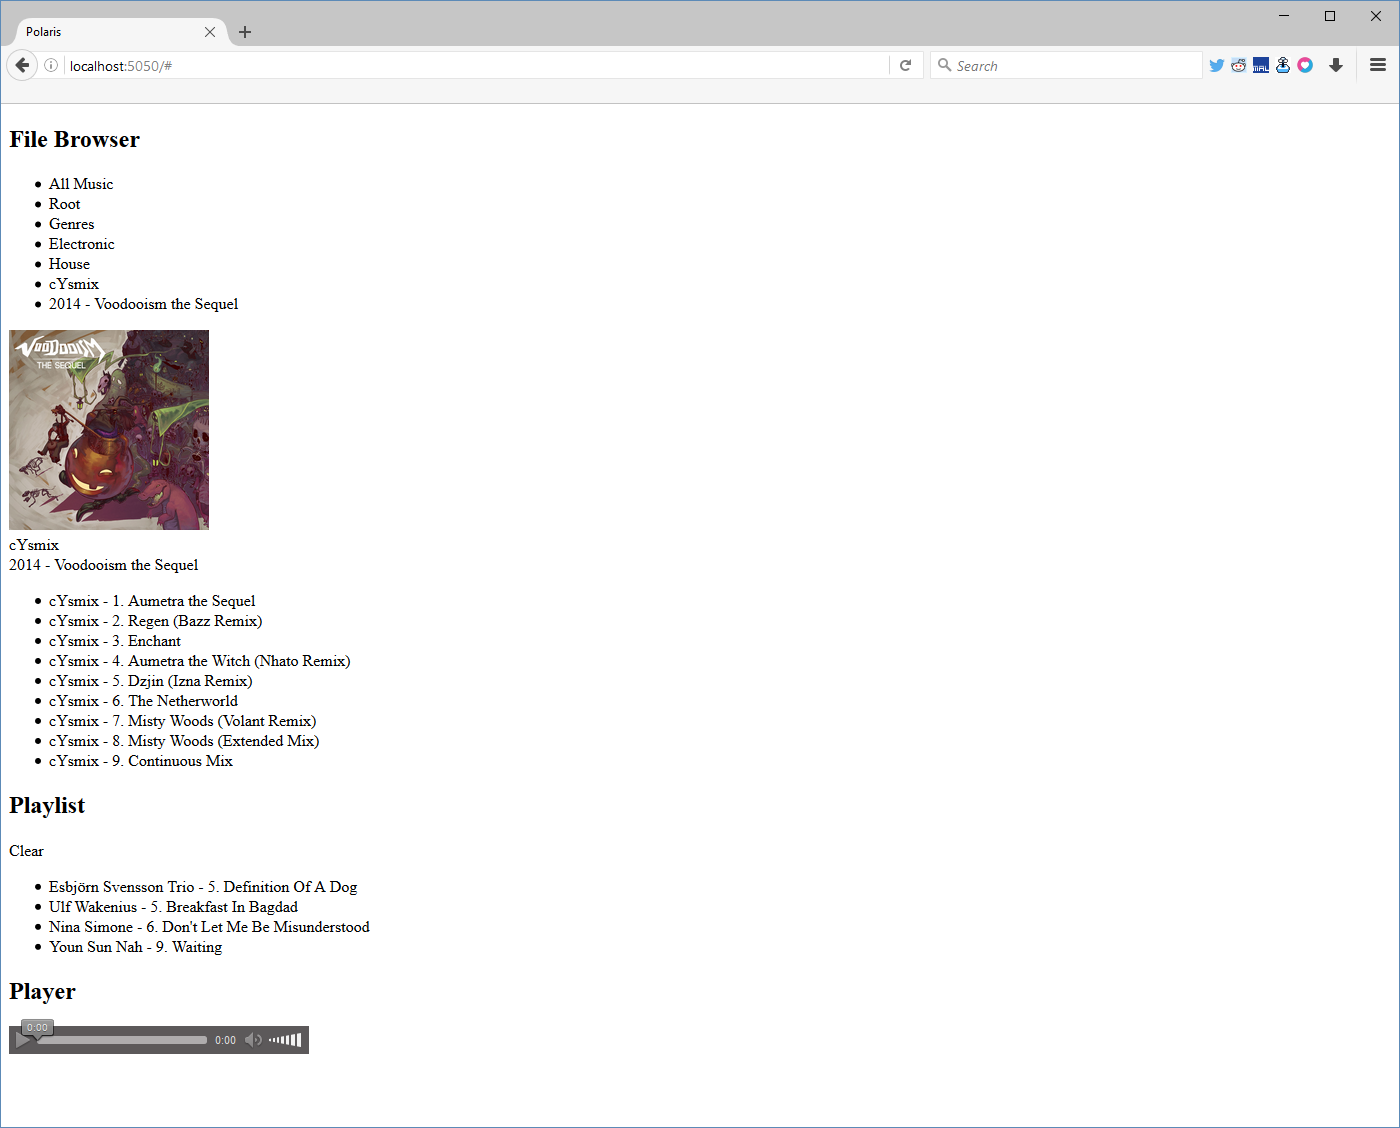 Polaris
localhost:5050/#
Search
MAL
File Browser
All Music
Root
Genres
Electronic
House
cYsmix
2014 - Voodooism the Sequel
VOODOOISM
THE SEQUEL
cYsmix
2014 - Voodooism the Sequel
cYsmix - 1. Aumetra the Sequel
cYsmix - 2. Regen (Bazz Remix)
cYsmix - 3. Enchant
cYsmix - 4. Aumetra the Witch (Nhato Remix)
cYsmix - 5. Dzjin (Izna Remix)
cYsmix - 6. The Netherworld
cYsmix - 7. Misty Woods (Volant Remix)
cYsmix - 8. Misty Woods (Extended Mix)
cYsmix - 9. Continuous Mix
Playlist
Clear
Esbjörn Svensson Trio - 5. Definition Of A Dog
Ulf Wakenius - 5. Breakfast In Bagdad
Nina Simone - 6. Don't Let Me Be Misunderstood
Youn Sun Nah - 9. Waiting
Player
0:00
0:00